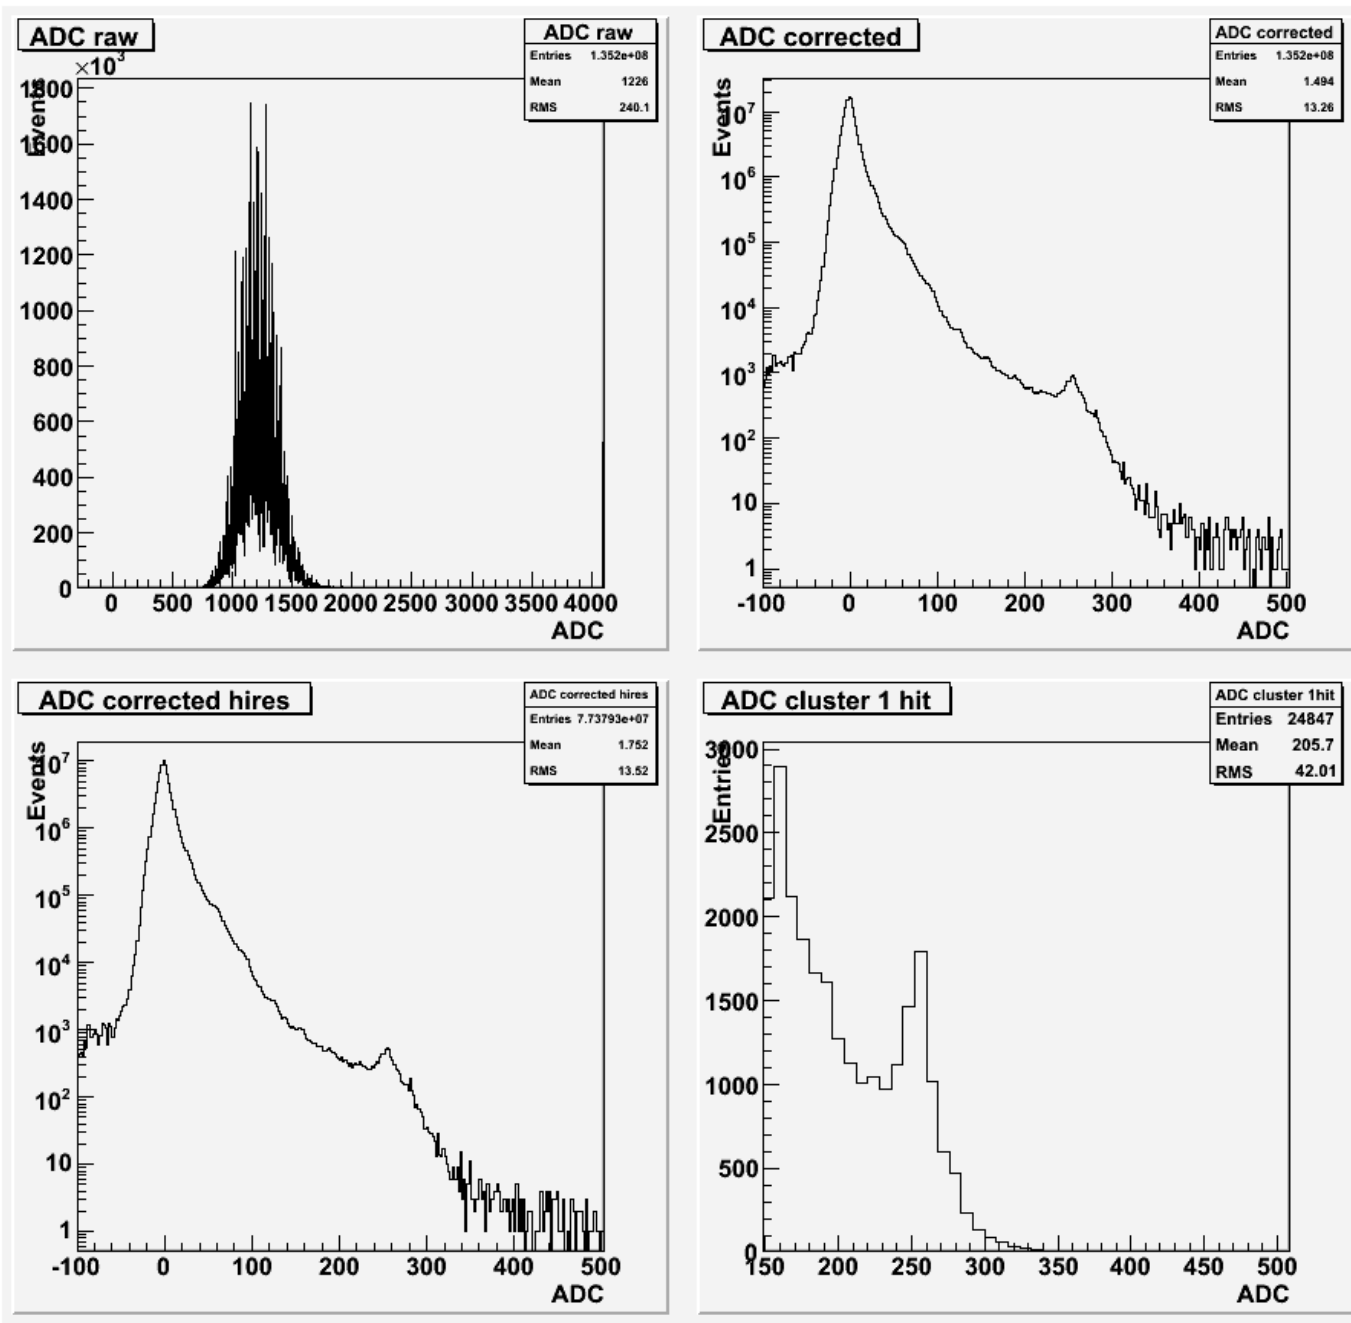 ADC raw
ADC raw
Entries 1.352e+08
Mean 1226
RMS 240.1
×10³
Events
1800
1600
1400
1200
1000
800
600
400
200
0
0 500 1000 1500 2000 2500 3000 3500 4000
ADC
ADC corrected
ADC corrected
Entries 1.352e+08
Mean 1.494
RMS 13.26
Events
10⁷
10⁶
10⁵
10⁴
10³
10²
10
1
-100 0 100 200 300 400 500
ADC
ADC corrected hires
ADC corrected hires
Entries 7.73793e+07
Mean 1.752
RMS 13.52
Events
10⁷
10⁶
10⁵
10⁴
10³
10²
10
1
-100 0 100 200 300 400 500
ADC
ADC cluster 1 hit
ADC cluster 1hit
Entries 24847
Mean 205.7
RMS 42.01
Entries
3000
2500
2000
1500
1000
500
0
150 200 250 300 350 400 450 500
ADC